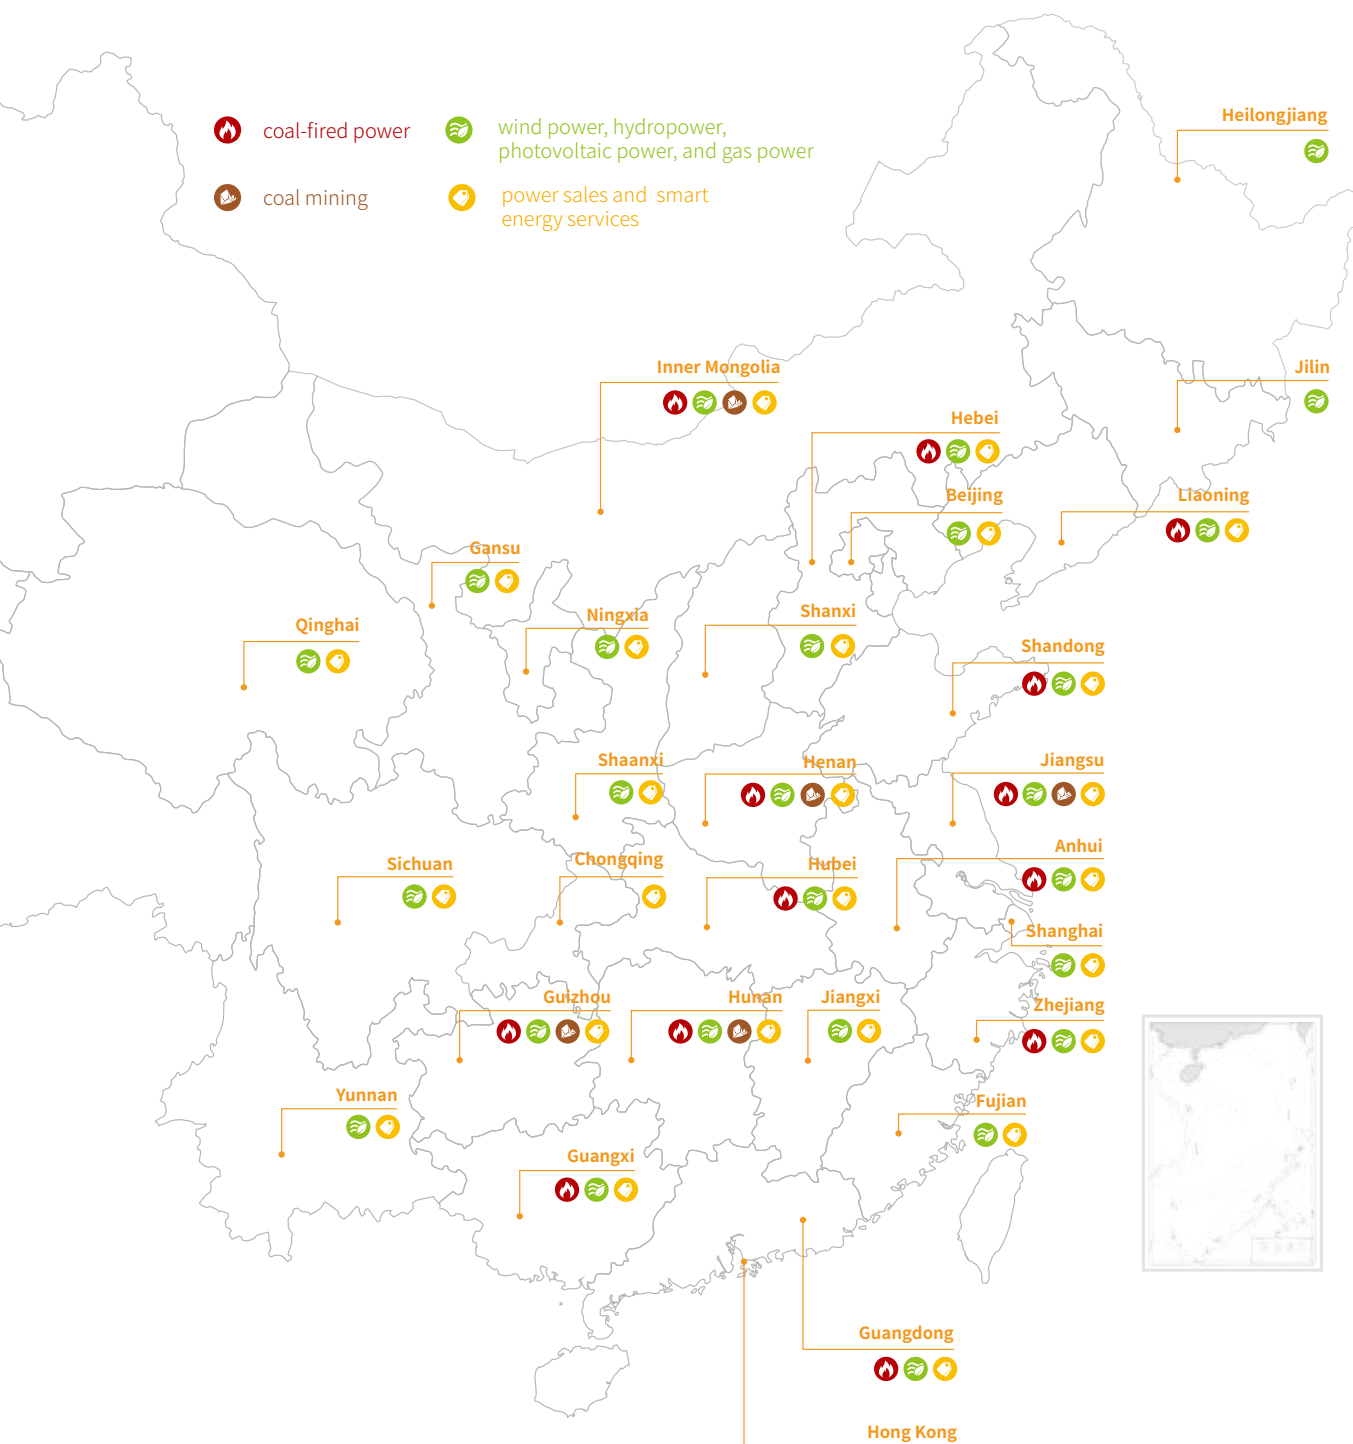 coal-fired power
wind power, hydropower,
photovoltaic power, and gas power
coal mining
power sales and smart
energy services
Heilongjiang
Inner Mongolia
Jilin
Hebei
Beijing
Liaoning
Gansu
Qinghai
Ningxia
Shanxi
Shandong
Shaanxi
Henan
Jiangsu
Sichuan
Chongqing
Hubei
Anhui
Shanghai
Guizhou
Hunan
Jiangxi
Zhejiang
Yunnan
Fujian
Guangxi
Guangdong
Hong Kong